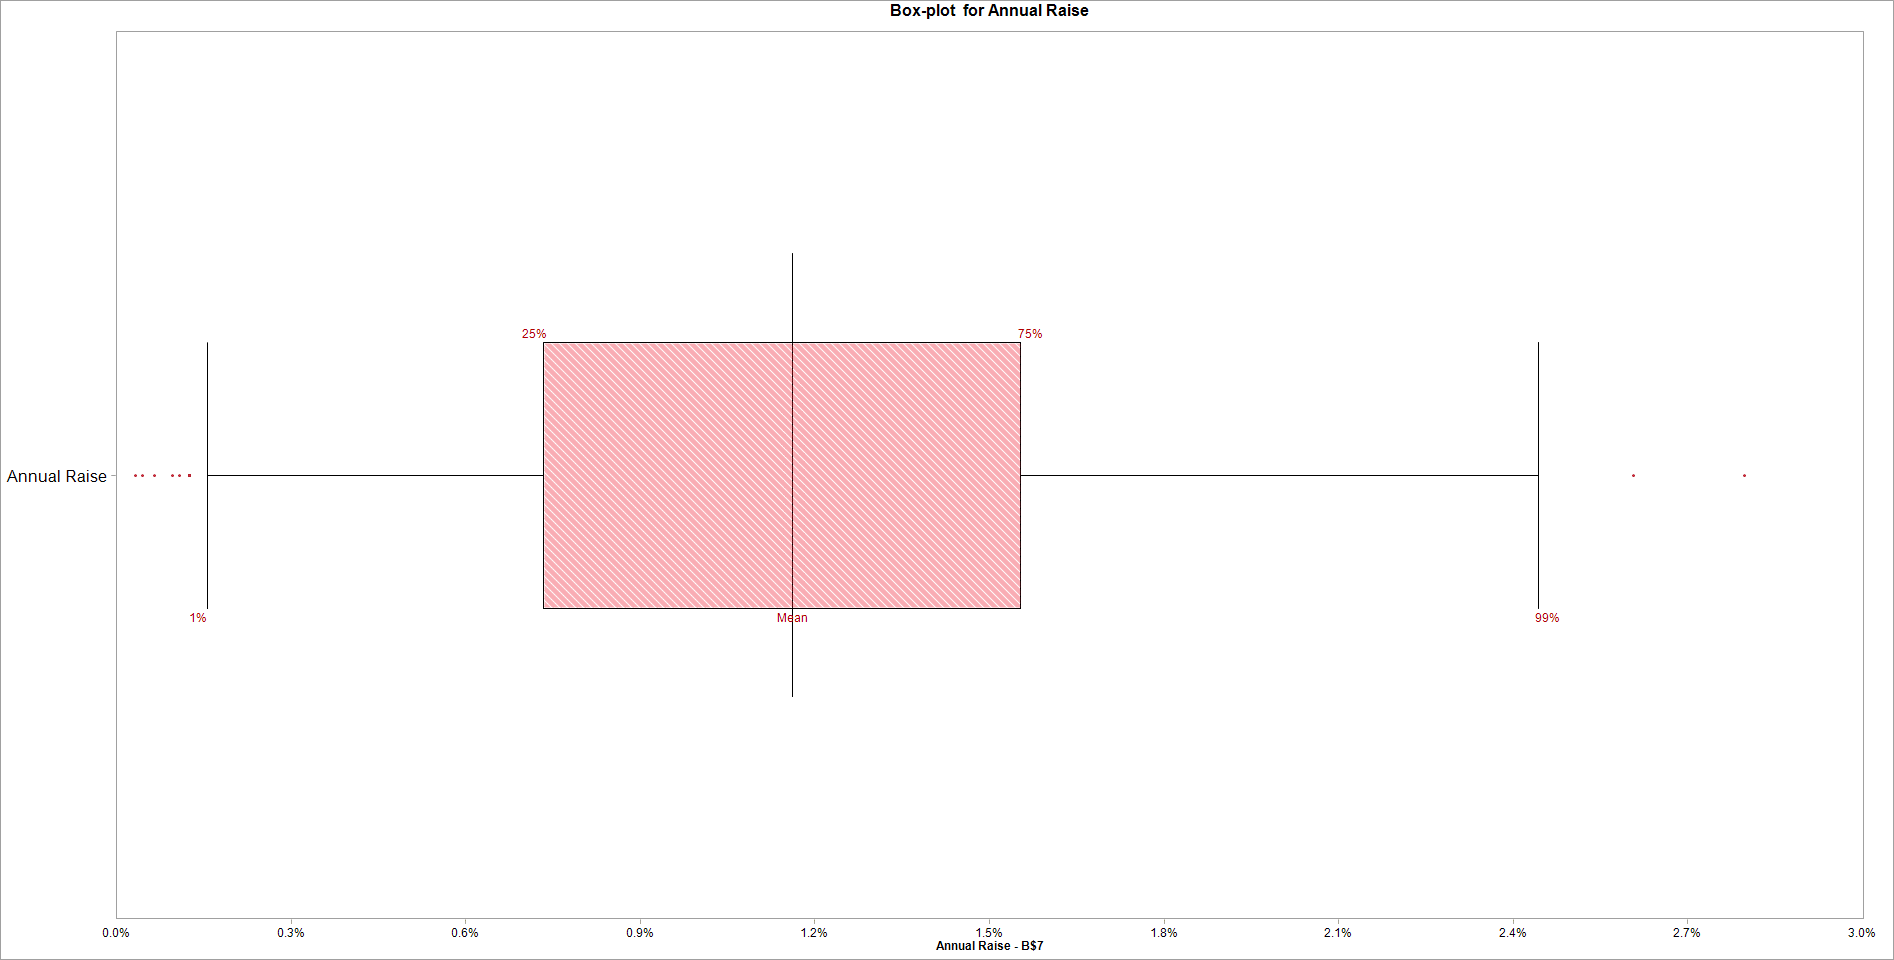 Box-plot for Annual Raise
25% 75%
Annual Raise
1% Mean 99%
0.0% 0.3% 0.6% 0.9% 1.2% 1.5% 1.8% 2.1% 2.4% 2.7% 3.0%
Annual Raise - B$7